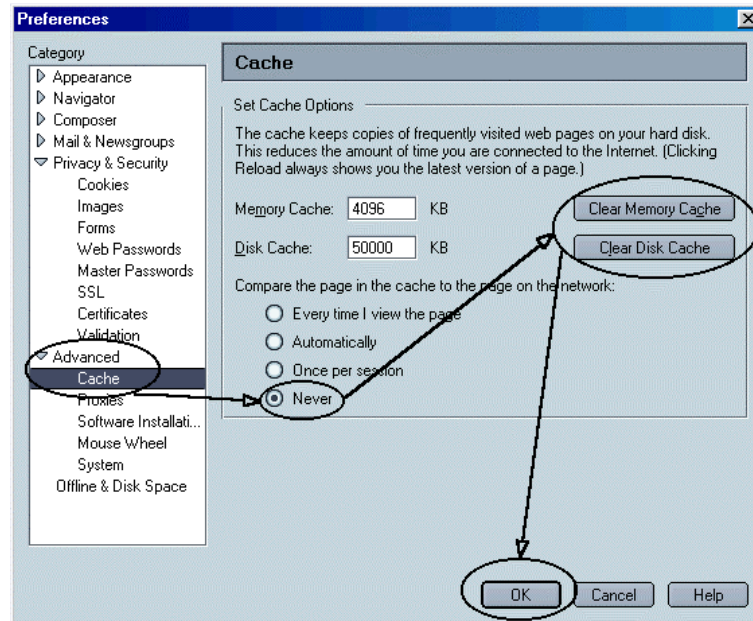 Preferences
Category
Appearance
Navigator
Composer
Mail & Newsgroups
Privacy & Security
Cookies
Images
Forms
Web Passwords
Master Passwords
SSL
Certificates
Validation
Advanced
Cache
Proxies
Software Installati...
Mouse Wheel
System
Offline & Disk Space
Cache
Set Cache Options
The cache keeps copies of frequently visited web pages on your hard disk.
This reduces the amount of time you are connected to the Internet. (Clicking
Reload always shows you the latest version of a page.)
Memory Cache: 4096 KB Clear Memory Cache
Disk Cache: 50000 KB Clear Disk Cache
Compare the page in the cache to the page on the network:
Every time I view the page
Automatically
Once per session
Never
OK Cancel Help